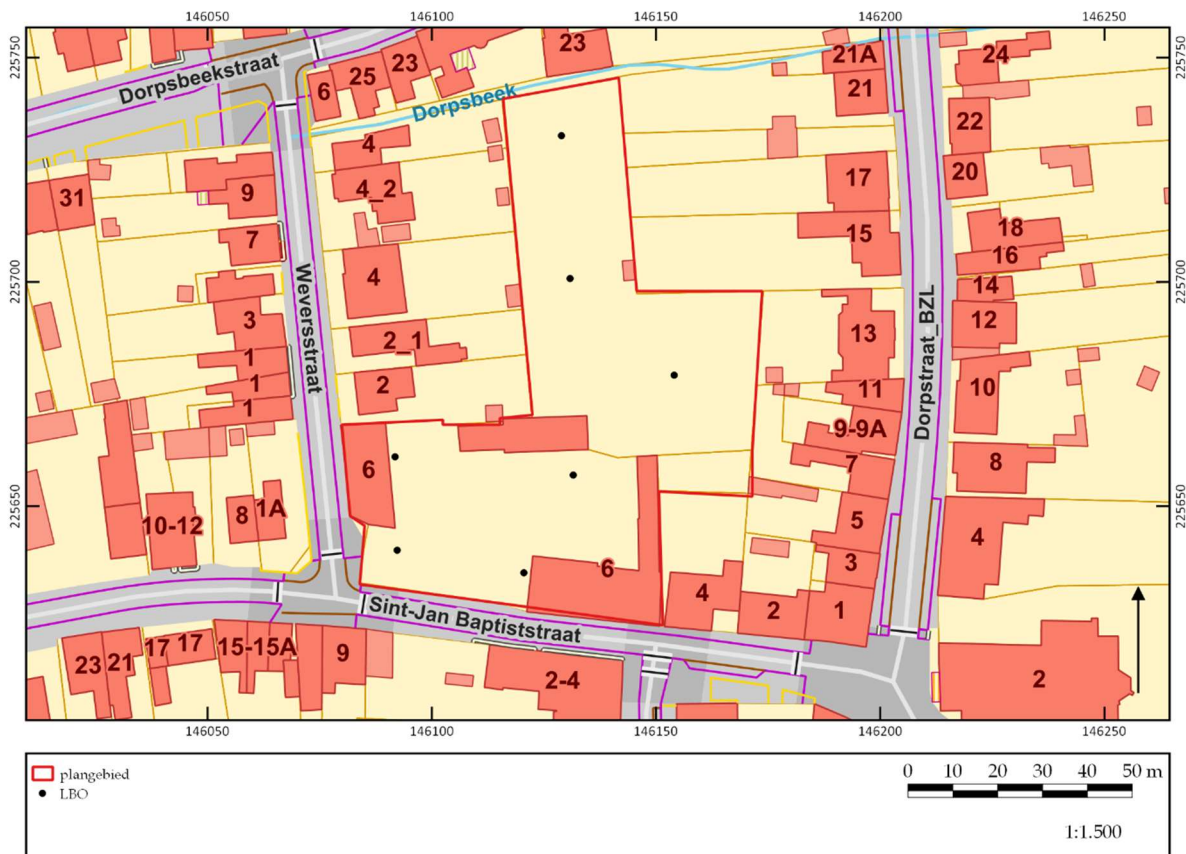 146050 146100 146150 146200 146250
225750 225750
Dorpsbeekstraat
6 25 23 23 21A 24
Dorpsbeek
21
22
4
9 4_2 17 20
31
7 15 18
16
4
225700 225700
Weversstraat
14
3 2_1 13 12
Dorpstraat_BZL
1
1 2 11 10
1
9-9A
6 7 8
225650 225650
10-12 8 1A 5 4
3
6 4
2 1
Sint-Jan Baptiststraat
23 21 17 17 15-15A 9
2-4 2
146050 146100 146150 146200 146250
plangebied
LBO
0 10 20 30 40 50 m
1:1.500